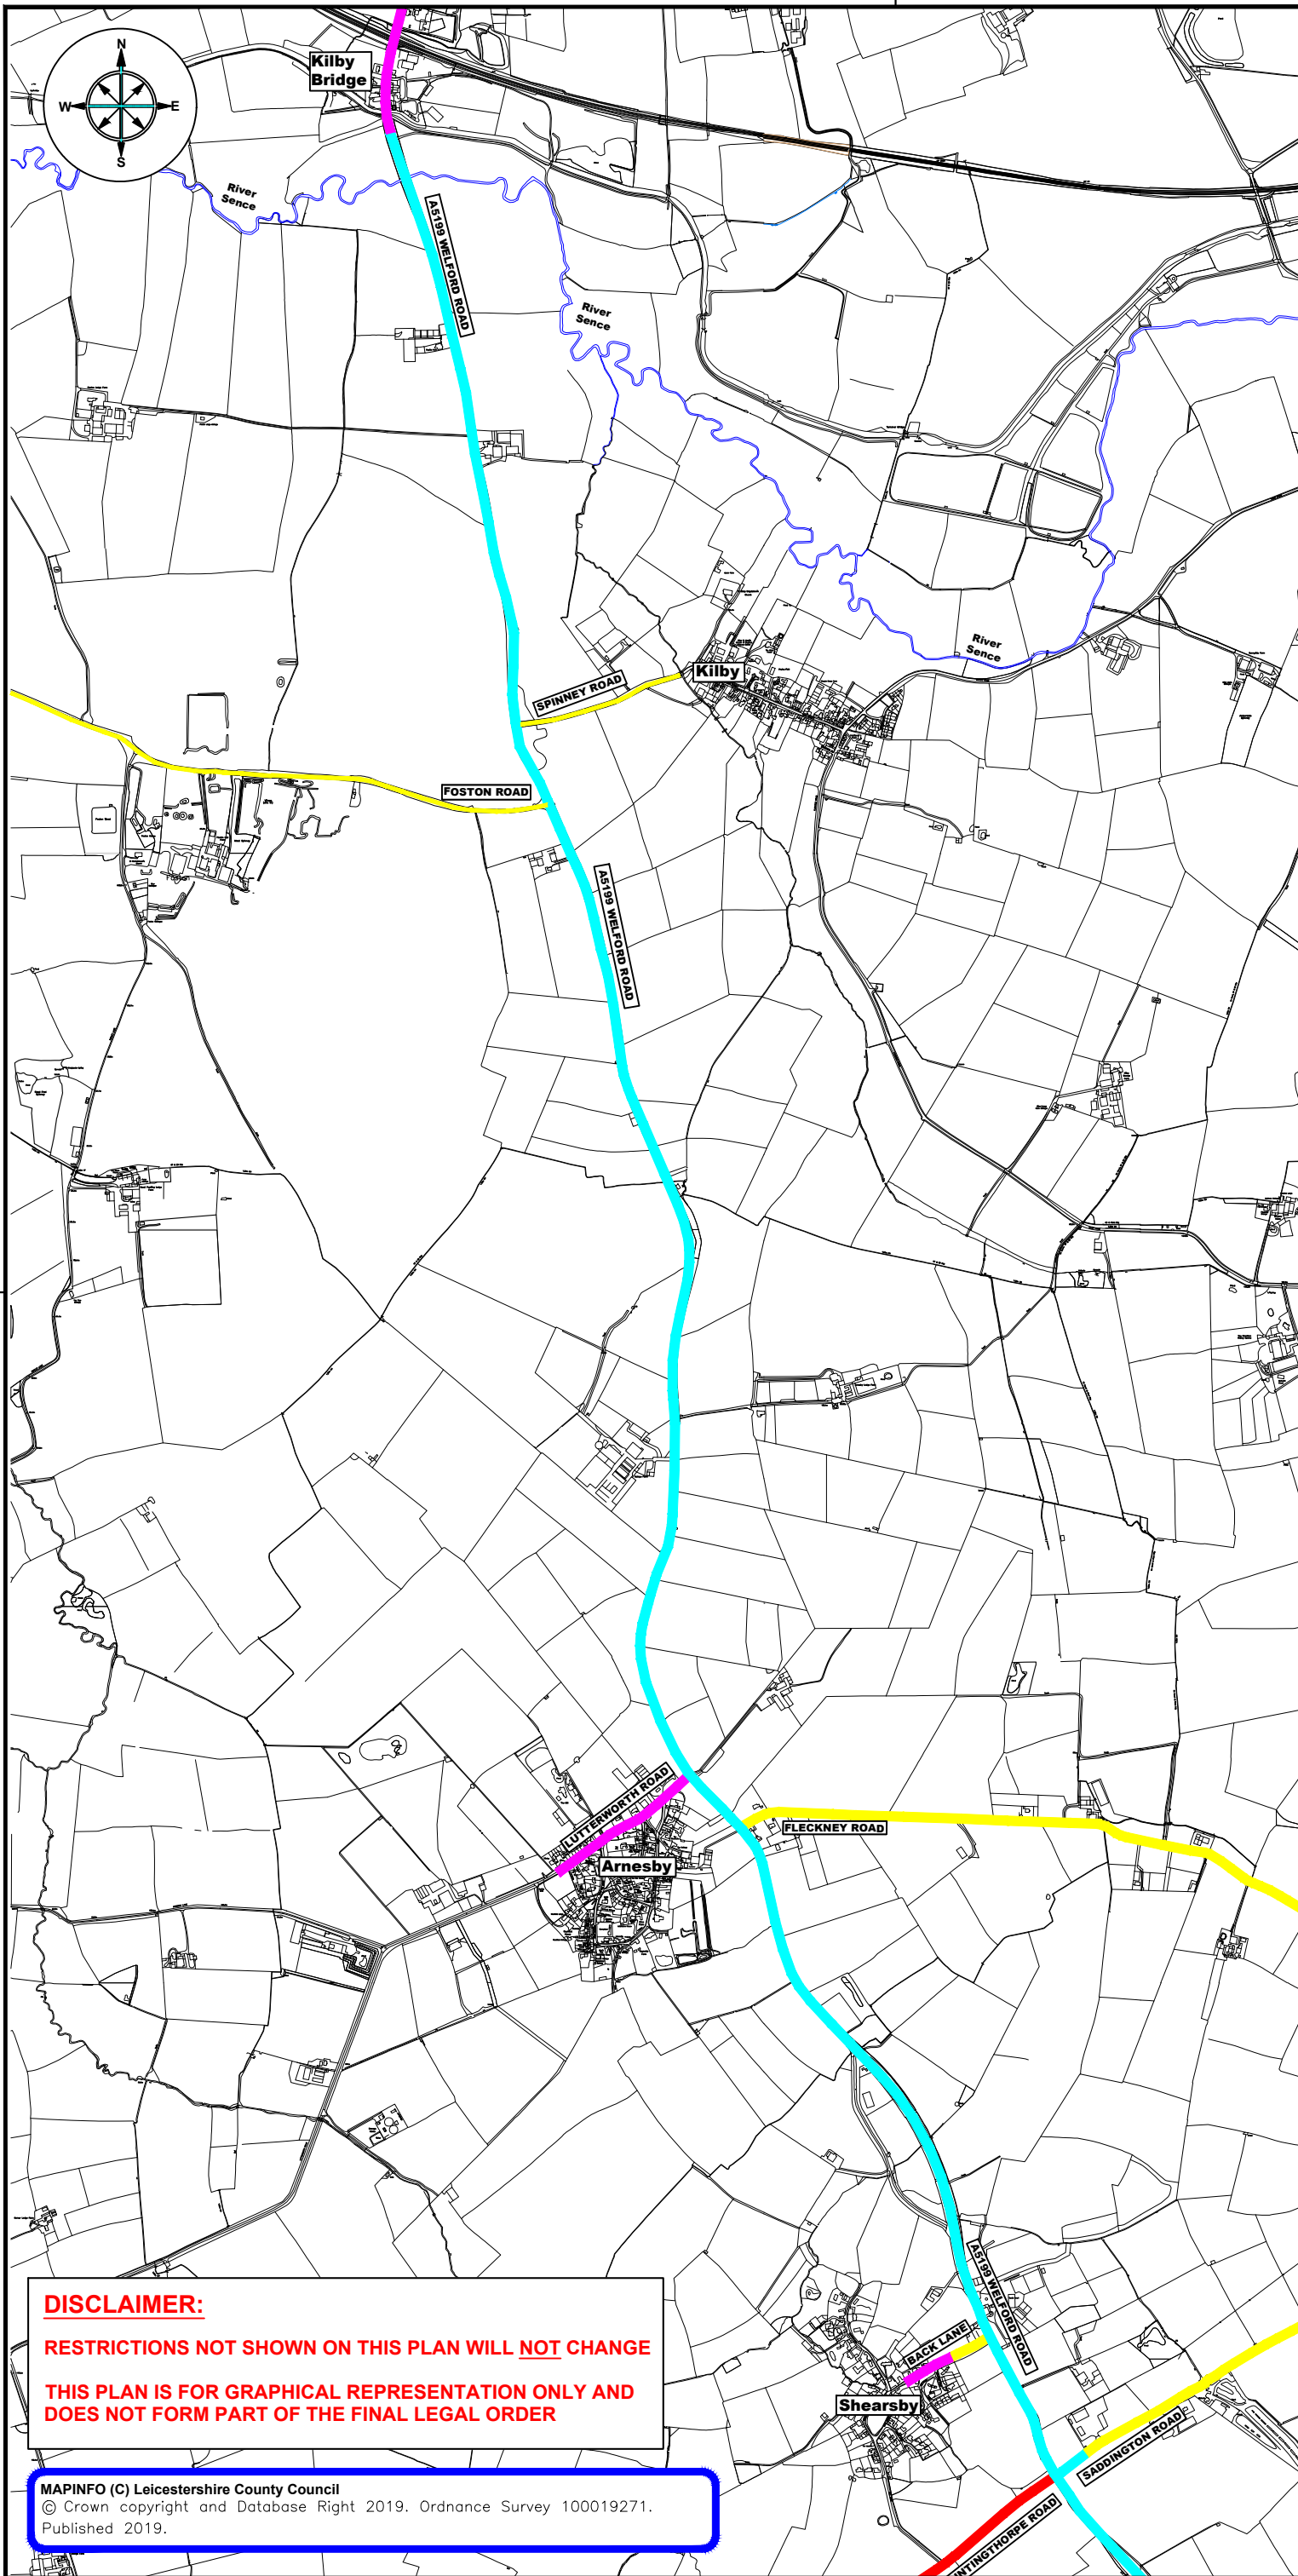 N
W
E
S
Kilby
Bridge
River
Sence
A5199 WELFORD ROAD
River
Sence
River
Sence
Kilby
SPINNEY ROAD
FOSTON ROAD
A5199 WELFORD ROAD
LUTTERWORTH ROAD
FLECKNEY ROAD
Arnesby
A5199 WELFORD ROAD
BACK LANE
Shearsby
SADDINGTON ROAD
NTINGTHORPE ROAD
DISCLAIMER:
RESTRICTIONS NOT SHOWN ON THIS PLAN WILL NOT CHANGE
THIS PLAN IS FOR GRAPHICAL REPRESENTATION ONLY AND
DOES NOT FORM PART OF THE FINAL LEGAL ORDER
MAPINFO (C) Leicestershire County Council
© Crown copyright and Database Right 2019. Ordnance Survey 100019271.
Published 2019.